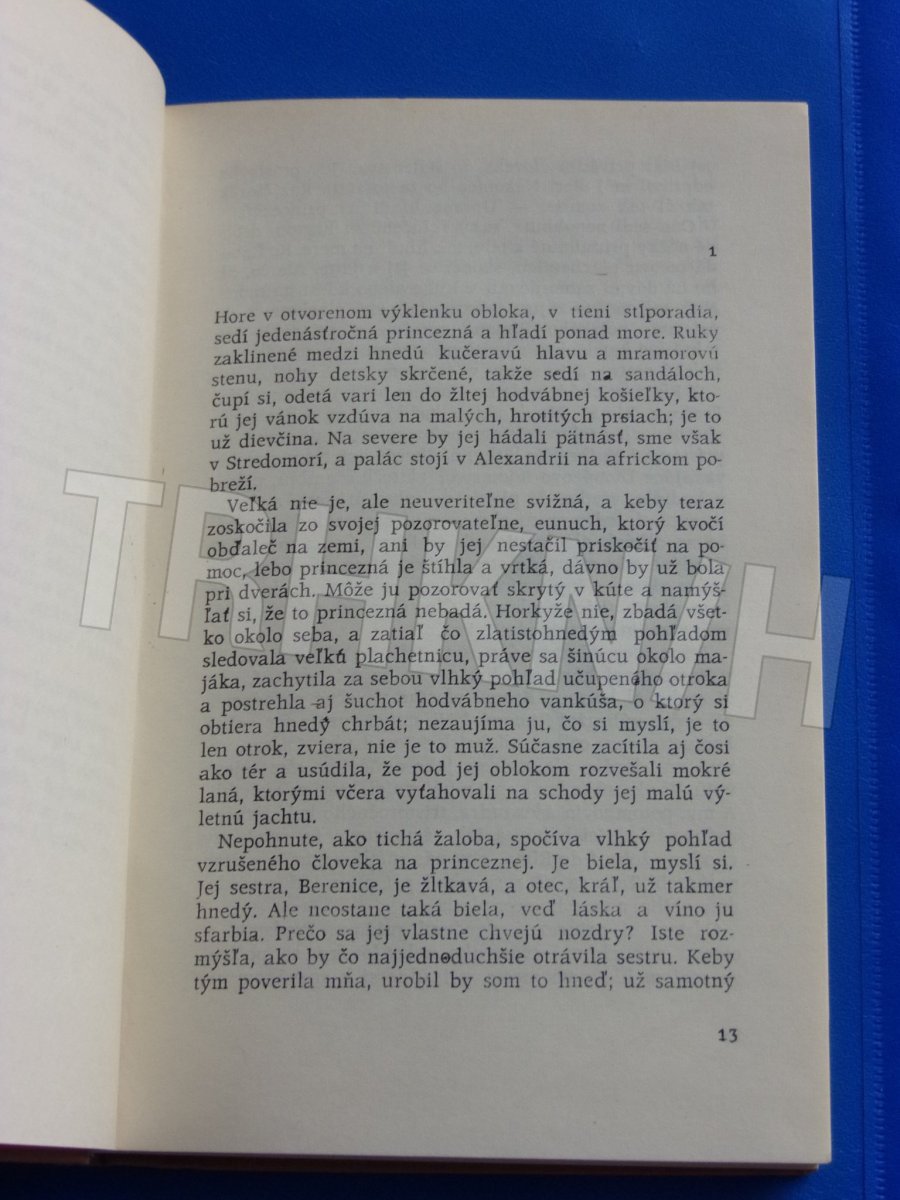 1
Hore v otvorenom výklenku obloka, v tieni stĺporadia,
sedí jedenásťročná princezná a hľadí ponad more. Ruky
zaklinené medzi hnedú kučeravú hlavu a mramorovú
stenu, nohy detsky skrčené, takže sedí na sandáloch,
čupí si, odetá vari len do žltej hodvábnej košieľky, kto-
rú jej vánok vzdúva na malých, hrotitých prsiach; je to
už dievčina. Na severe by jej hádali pätnásť, sme však
v Stredomorí, a palác stojí v Alexandrii na africkom po-
breží.
Veľká nie je, ale neuveriteľne svižná, a keby teraz
zoskočila zo svojej pozorovateľne, eunuch, ktorý kvočí
obďaleč na zemi, ani by jej nestačil priskočiť na po-
moc, lebo princezná je štíhla a vrtká, dávno by už bola
pri dverách. Môže ju pozorovať skrytý v kúte a namýš-
ľať si, že to princezná nebadá. Horkyže nie, zbadá všet-
ko okolo seba, a zatiaľ čo zlatistohnedým pohľadom
sledovala veľkú plachetnicu, práve sa šinúcu okolo ma-
jáka, zachytila za sebou vlhký pohľad učupeného otroka
a postrehla aj šuchot hodvábneho vankúša, o ktorý si
obtiera hnedý chrbát; nezaujíma ju, čo si myslí, je to
len otrok, zviera, nie je to muž. Súčasne zacítila aj čosi
ako tér a usúdila, že pod jej oblokom rozvešali mokré
laná, ktorými včera vyťahovali na schody jej malú vý-
letnú jachtu.
Nepohnute, ako tichá žaloba, spočíva vlhký pohľad
vzrušeného človeka na princeznej. Je biela, myslí si.
Jej sestra, Berenice, je žltkavá, a otec, kráľ, už takmer
hnedý. Ale neostane taká biela, veď láska a víno ju
sfarbia. Prečo sa jej vlastne chvejú nozdry? Iste roz-
mýšľa, ako by čo najjednoduchšie otrávila sestru. Keby
tým poverila mňa, urobil by som to hneď; už samotný
13